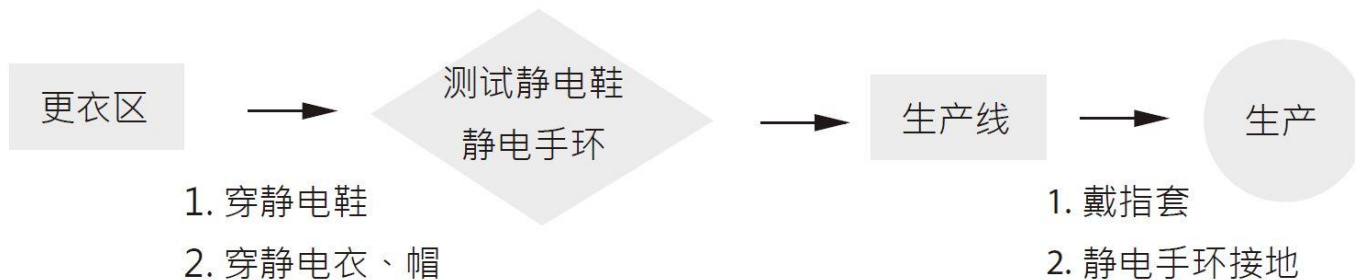 更衣区
测试静电鞋
静电手环
生产线
生产
1. 穿静电鞋
2. 穿静电衣、帽
1. 戴指套
2. 静电手环接地